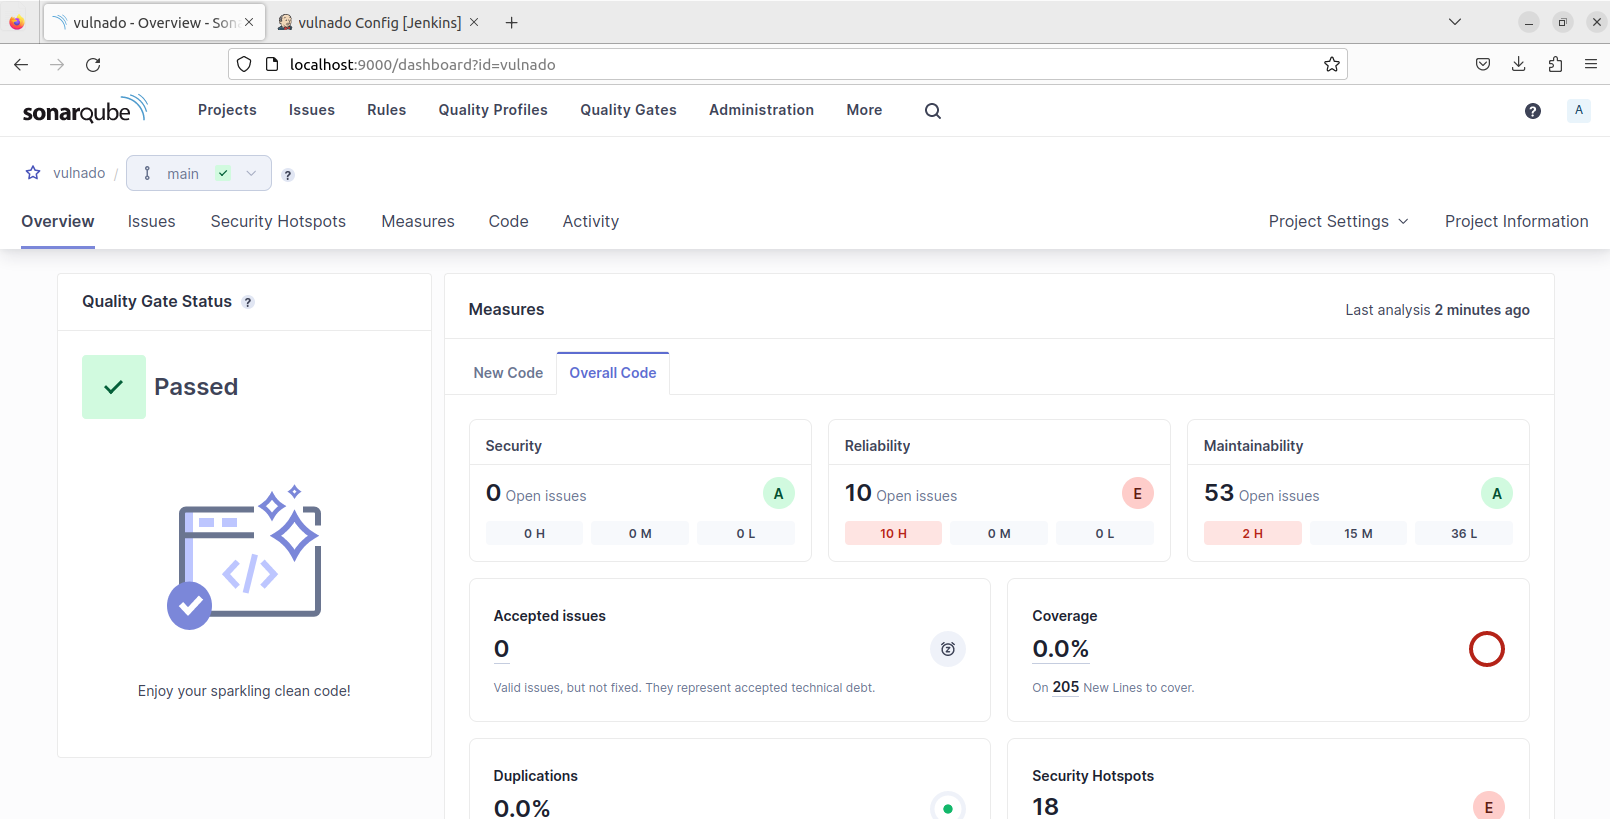 vulnado - Overview - Son
vulnado Config [Jenkins]
localhost:9000/dashboard?id=vulnado
sonarqube
Projects Issues Rules Quality Profiles Quality Gates Administration More
? A
vulnado / main ?
Overview Issues Security Hotspots Measures Code Activity Project Settings Project Information
Quality Gate Status ?
Passed
Enjoy your sparkling clean code!
Measures
Last analysis 2 minutes ago
New Code Overall Code
Security
0 Open issues A
0 H 0 M 0 L
Reliability
10 Open issues E
10 H 0 M 0 L
Maintainability
53 Open issues A
2 H 15 M 36 L
Accepted issues
0
Valid issues, but not fixed. They represent accepted technical debt.
Coverage
0.0%
On 205 New Lines to cover.
Duplications
0.0%
Security Hotspots
18 E